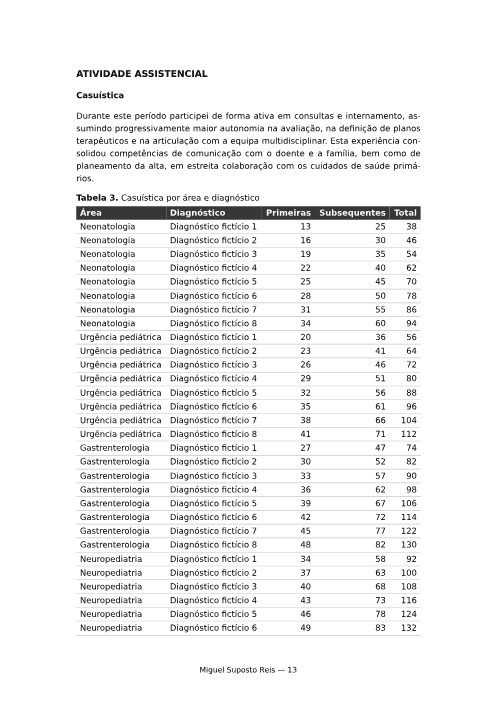 ATIVIDADE ASSISTENCIAL
Casuística
Durante este período participei de forma ativa em consultas e internamento, as-
sumindo progressivamente maior autonomia na avaliação, na definição de planos
terapêuticos e na articulação com a equipa multidisciplinar. Esta experiência con-
solidou competências de comunicação com o doente e a família, bem como de
planeamento da alta, em estreita colaboração com os cuidados de saúde primá-
rios.
Tabela 3. Casuística por área e diagnóstico
Área Diagnóstico Primeiras Subsequentes Total
Neonatologia Diagnóstico fictício 1 13 25 38
Neonatologia Diagnóstico fictício 2 16 30 46
Neonatologia Diagnóstico fictício 3 19 35 54
Neonatologia Diagnóstico fictício 4 22 40 62
Neonatologia Diagnóstico fictício 5 25 45 70
Neonatologia Diagnóstico fictício 6 28 50 78
Neonatologia Diagnóstico fictício 7 31 55 86
Neonatologia Diagnóstico fictício 8 34 60 94
Urgência pediátrica Diagnóstico fictício 1 20 36 56
Urgência pediátrica Diagnóstico fictício 2 23 41 64
Urgência pediátrica Diagnóstico fictício 3 26 46 72
Urgência pediátrica Diagnóstico fictício 4 29 51 80
Urgência pediátrica Diagnóstico fictício 5 32 56 88
Urgência pediátrica Diagnóstico fictício 6 35 61 96
Urgência pediátrica Diagnóstico fictício 7 38 66 104
Urgência pediátrica Diagnóstico fictício 8 41 71 112
Gastrenterologia Diagnóstico fictício 1 27 47 74
Gastrenterologia Diagnóstico fictício 2 30 52 82
Gastrenterologia Diagnóstico fictício 3 33 57 90
Gastrenterologia Diagnóstico fictício 4 36 62 98
Gastrenterologia Diagnóstico fictício 5 39 67 106
Gastrenterologia Diagnóstico fictício 6 42 72 114
Gastrenterologia Diagnóstico fictício 7 45 77 122
Gastrenterologia Diagnóstico fictício 8 48 82 130
Neuropediatria Diagnóstico fictício 1 34 58 92
Neuropediatria Diagnóstico fictício 2 37 63 100
Neuropediatria Diagnóstico fictício 3 40 68 108
Neuropediatria Diagnóstico fictício 4 43 73 116
Neuropediatria Diagnóstico fictício 5 46 78 124
Neuropediatria Diagnóstico fictício 6 49 83 132
Miguel Suposto Reis — 13